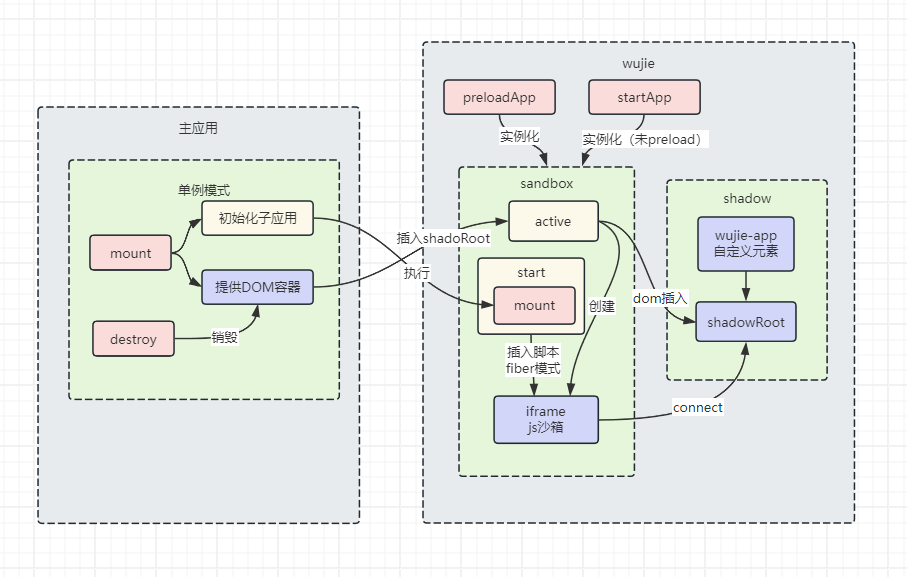 wujie
preloadApp
startApp
实例化
实例化（未preload）
主应用
单例模式
初始化子应用
mount
提供DOM容器
destroy
销毁
插入shadoRoot
执行
sandbox
active
start
mount
创建
dom插入
插入脚本
fiber模式
iframe
js沙箱
connect
shadow
wujie-app
自定义元素
shadowRoot